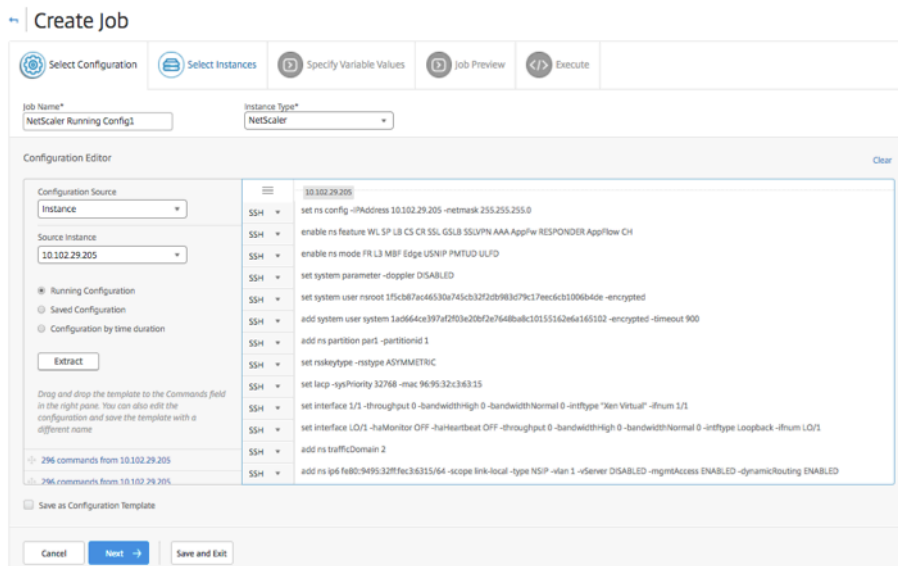 Create Job
Select Configuration
Select Instances
Specify Variable Values
Job Preview
Execute
Job Name*
Instance Type*
NetScaler Running Config1
NetScaler
Configuration Editor
Clear
Configuration Source
Instance
Source Instance
10.102.29.205
Running Configuration
Saved Configuration
Configuration by time duration
Extract
Drag and drop the template to the Commands field
in the right pane. You can also edit the
configuration and save the template with a
different name
296 commands from 10.102.29.205
296 commands from 10.102.29.205
10.102.29.205
SSH set ns config -IPAddress 10.102.29.205 -netmask 255.255.255.0
SSH enable ns feature WL SP LB CS CR SSL GSLB SSLVPN AAA AppFw RESPONDER AppFlow CH
SSH enable ns mode FR L3 MBF Edge USNIP PMTUD ULFD
SSH set system parameter -doppler DISABLED
SSH set system user nsroot 1f5cb87ac46530a745cb32f2db983d79c17eec6cb1006b4de -encrypted
SSH add system user system 1ad664ce397af2f03e20bf2e7648ba8c10155162e6a165102 -encrypted -timeout 900
SSH add ns partition par1 -partitionid 1
SSH set rsskeytype -rsstype ASYMMETRIC
SSH set lacp -sysPriority 32768 -mac 96:95:32:c3:63:15
SSH set interface 1/1 -throughput 0 -bandwidthHigh 0 -bandwidthNormal 0 -intftype "Xen Virtual" -ifnum 1/1
SSH set interface LO/1 -haMonitor OFF -haHeartbeat OFF -throughput 0 -bandwidthHigh 0 -bandwidthNormal 0 -intftype Loopback -ifnum LO/1
SSH add ns trafficDomain 2
SSH add ns ip6 fe80::9495:32ff:fec3:6315/64 -scope link-local -type NSIP -vlan 1 -vServer DISABLED -mgmtAccess ENABLED -dynamicRouting ENABLED
Save as Configuration Template
Cancel
Next
Save and Exit